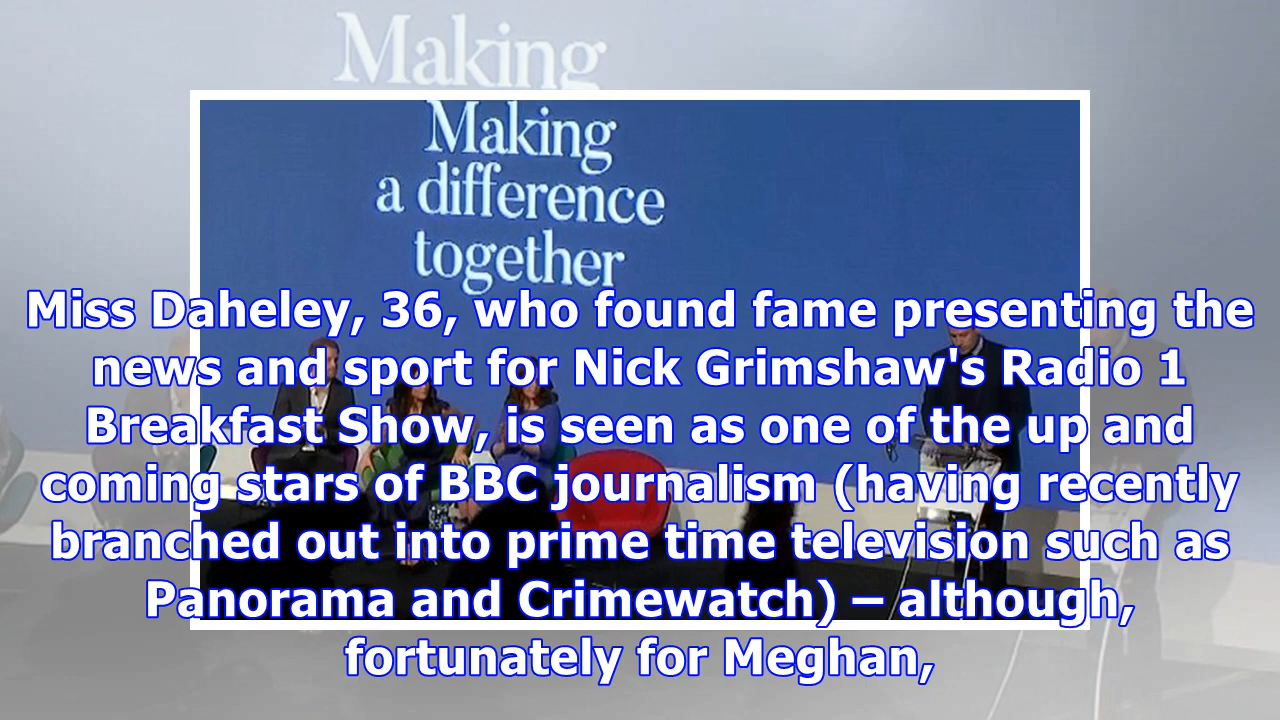 Making
Making
a difference
together
Miss Daheley, 36, who found fame presenting the
news and sport for Nick Grimshaw's Radio 1
Breakfast Show, is seen as one of the up and
coming stars of BBC journalism (having recently
branched out into prime time television such as
Panorama and Crimewatch) – although,
fortunately for Meghan,